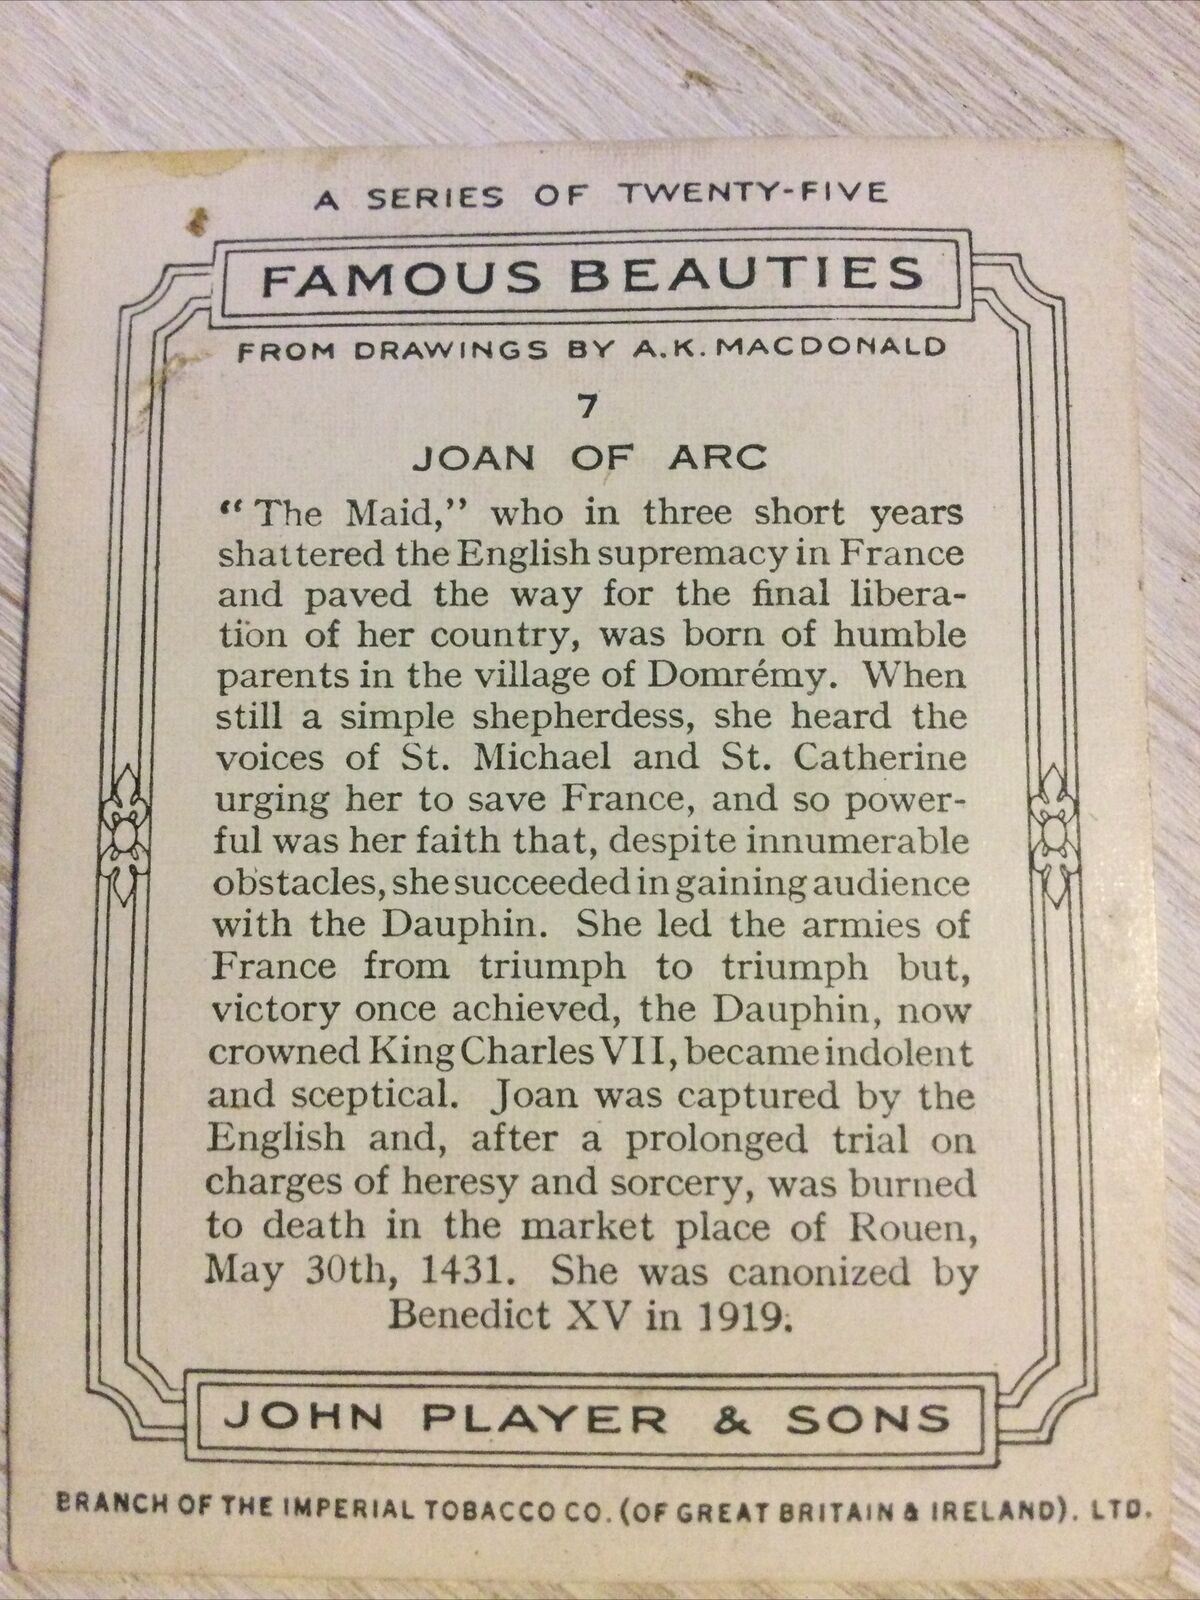 A SERIES OF TWENTY-FIVE
FAMOUS BEAUTIES
FROM DRAWINGS BY A.K. MACDONALD
7
JOAN OF ARC
“The Maid,” who in three short years
shattered the English supremacy in France
and paved the way for the final libera-
tion of her country, was born of humble
parents in the village of Domrémy. When
still a simple shepherdess, she heard the
voices of St. Michael and St. Catherine
urging her to save France, and so power-
ful was her faith that, despite innumerable
obstacles, she succeeded in gaining audience
with the Dauphin. She led the armies of
France from triumph to triumph but,
victory once achieved, the Dauphin, now
crowned King Charles VII, became indolent
and sceptical. Joan was captured by the
English and, after a prolonged trial on
charges of heresy and sorcery, was burned
to death in the market place of Rouen,
May 30th, 1431. She was canonized by
Benedict XV in 1919.
JOHN PLAYER & SONS
BRANCH OF THE IMPERIAL TOBACCO CO. (OF GREAT BRITAIN & IRELAND). LTD.